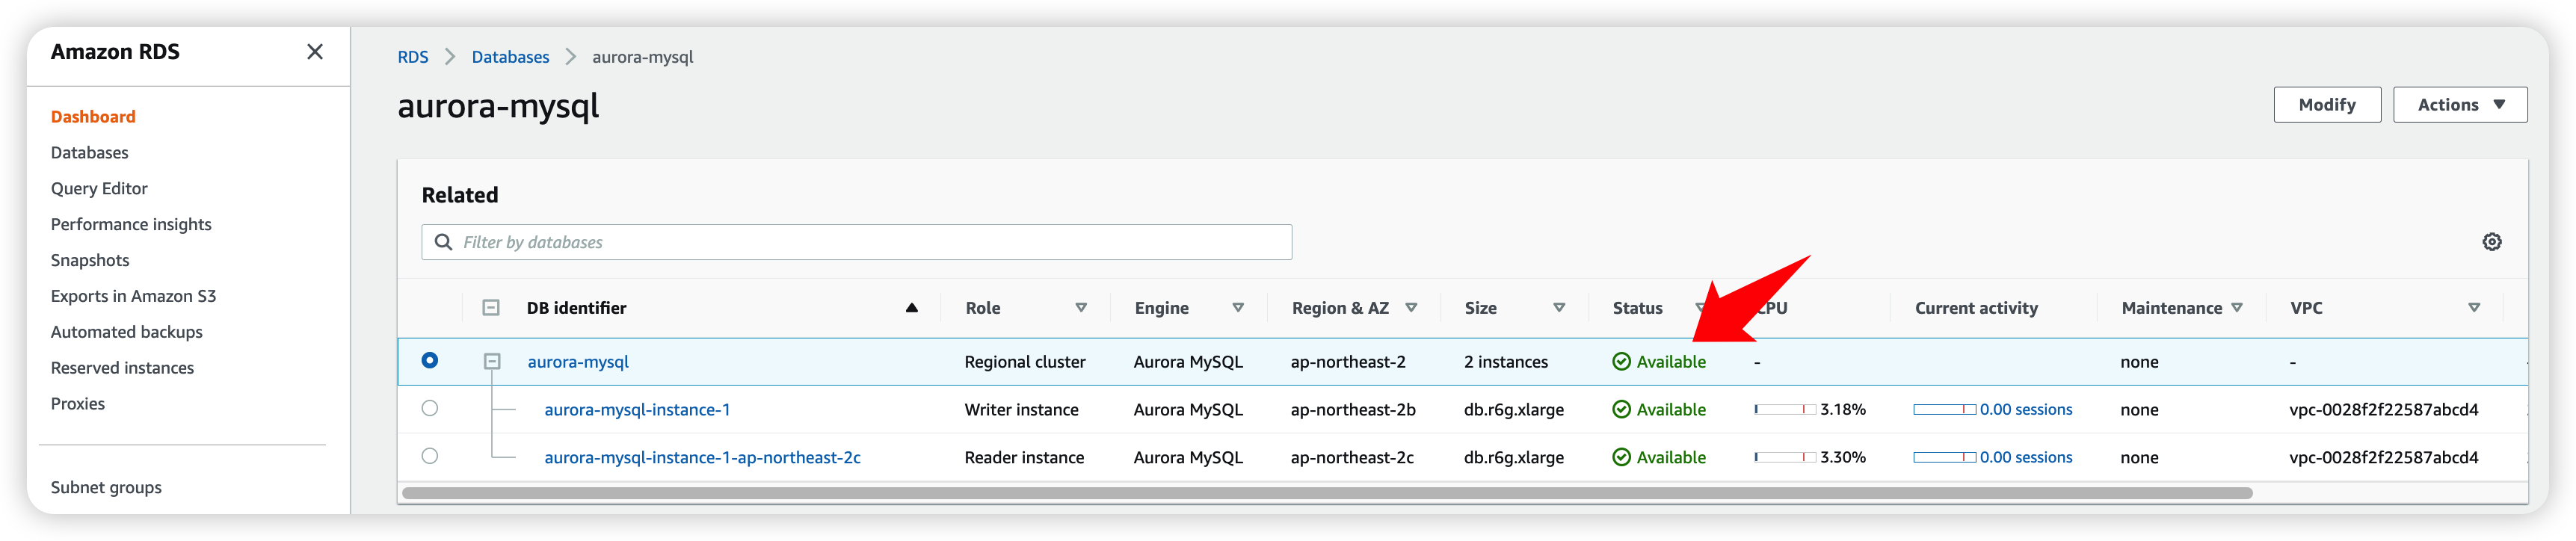 Amazon RDS
Dashboard
Databases
Query Editor
Performance insights
Snapshots
Exports in Amazon S3
Automated backups
Reserved instances
Proxies
Subnet groups
RDS > Databases > aurora-mysql
aurora-mysql
Modify Actions
Related
Filter by databases
DB identifier Role Engine Region & AZ Size Status CPU Current activity Maintenance VPC
aurora-mysql Regional cluster Aurora MySQL ap-northeast-2 2 instances Available - none -
aurora-mysql-instance-1 Writer instance Aurora MySQL ap-northeast-2b db.r6g.xlarge Available 3.18% 0.00 sessions none vpc-0028f2f22587abcd4
aurora-mysql-instance-1-ap-northeast-2c Reader instance Aurora MySQL ap-northeast-2c db.r6g.xlarge Available 3.30% 0.00 sessions none vpc-0028f2f22587abcd4